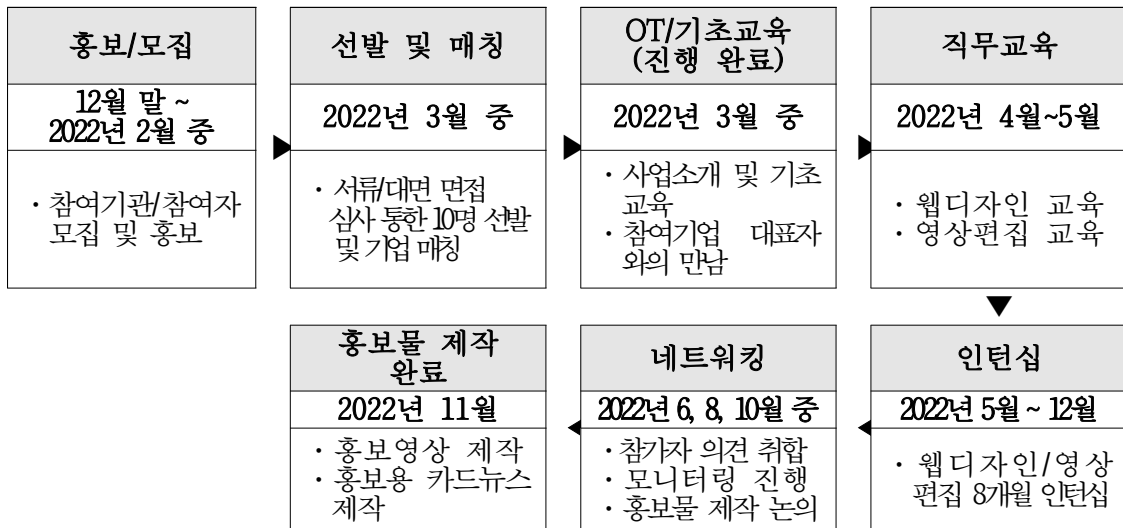 홍보/모집
12월 말 ~
2022년 2월 중
· 참여기관/참여자
모집 및 홍보
선발 및 매칭
2022년 3월 중
· 서류/대면 면접
심사 통한 10명 선발
및 기업 매칭
OT/기초교육
(진행 완료)
2022년 3월 중
· 사업소개 및 기초
교육
· 참여기업 대표자
와의 만남
직무교육
2022년 4월~5월
· 웹디자인 교육
· 영상편집 교육
인턴십
2022년 5월 ~ 12월
· 웹디자인/영상
편집 8개월 인턴십
네트워킹
2022년 6, 8, 10월 중
· 참가자 의견 취합
· 모니터링 진행
· 홍보물 제작 논의
홍보물 제작
완료
2022년 11월
· 홍보영상 제작
· 홍보용 카드뉴스
제작